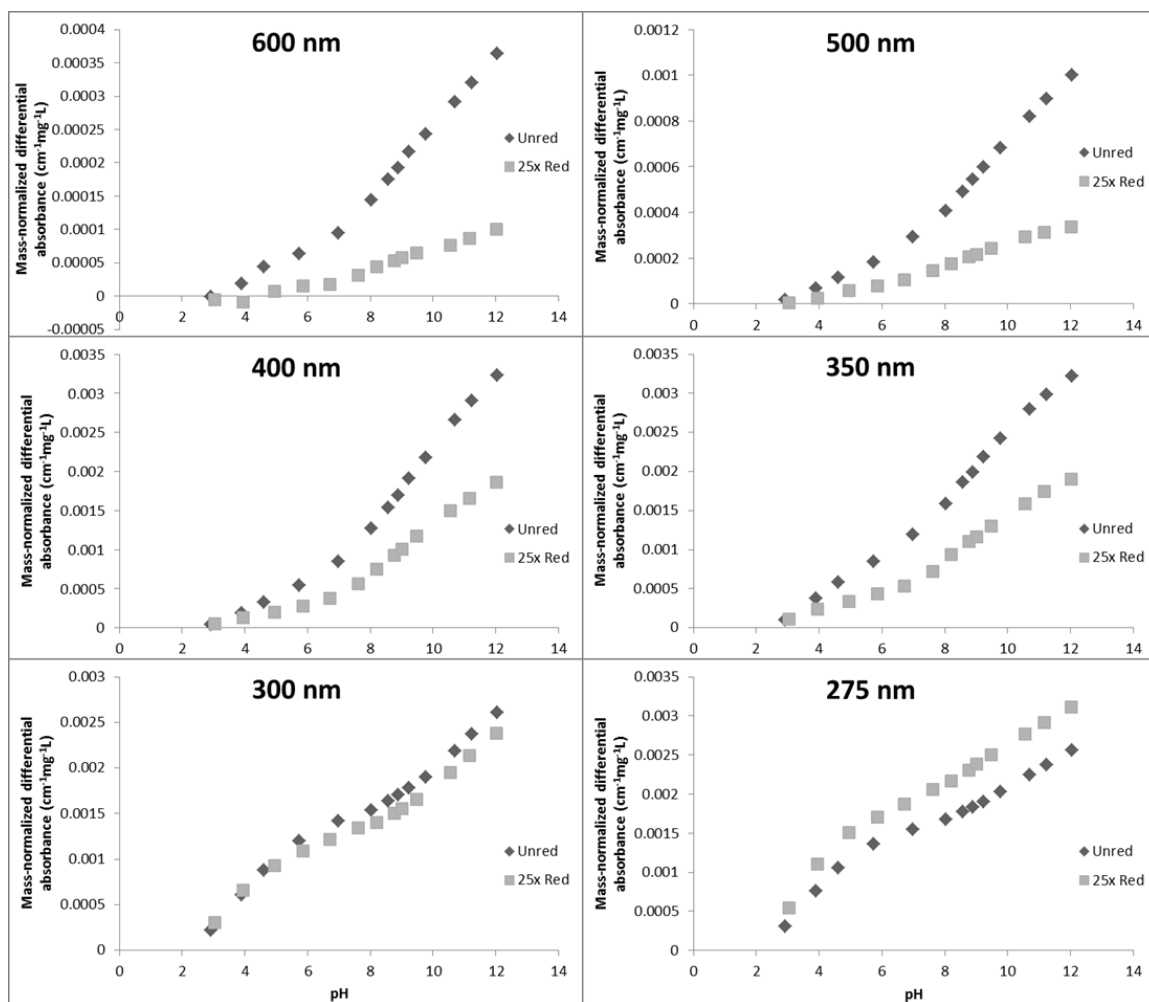 600 nm
Mass-normalized differential
absorbance (cm⁻¹mg⁻¹L)
0.0004
0.00035
0.0003
0.00025
0.0002
0.00015
0.0001
0.00005
0
-0.00005
0 2 4 6 8 10 12 14
Unred
25x Red
500 nm
Mass-normalized differential
absorbance (cm⁻¹mg⁻¹L)
0.0012
0.001
0.0008
0.0006
0.0004
0.0002
0
0 2 4 6 8 10 12 14
Unred
25x Red
400 nm
Mass-normalized differential
absorbance (cm⁻¹mg⁻¹L)
0.0035
0.003
0.0025
0.002
0.0015
0.001
0.0005
0
0 2 4 6 8 10 12 14
Unred
25x Red
350 nm
Mass-normalized differential
absorbance (cm⁻¹mg⁻¹L)
0.0035
0.003
0.0025
0.002
0.0015
0.001
0.0005
0
0 2 4 6 8 10 12 14
Unred
25x Red
300 nm
Mass-normalized differential
absorbance (cm⁻¹mg⁻¹L)
0.003
0.0025
0.002
0.0015
0.001
0.0005
0
0 2 4 6 8 10 12 14
pH
Unred
25x Red
275 nm
Mass-normalized differential
absorbance (cm⁻¹mg⁻¹L)
0.0035
0.003
0.0025
0.002
0.0015
0.001
0.0005
0
0 2 4 6 8 10 12 14
pH
Unred
25x Red